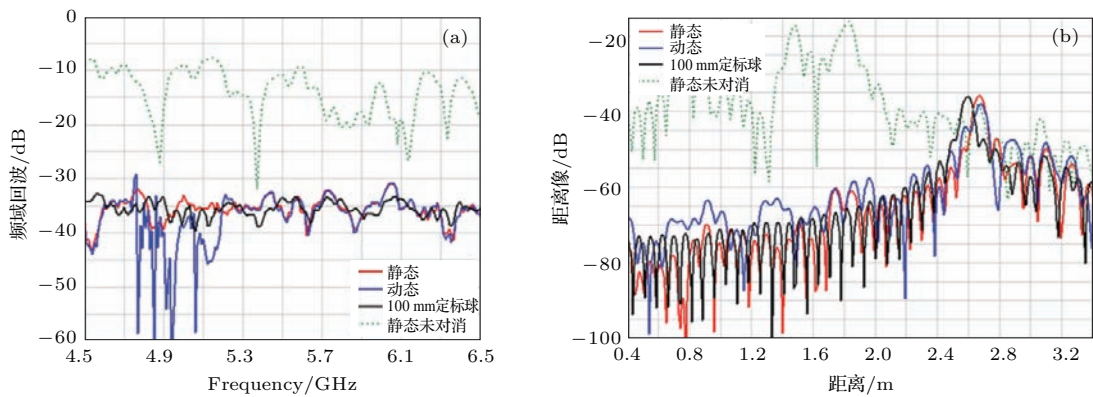 (a)
频域回波/dB
0
−10
−20
−30
−40
−50
−60
静态
动态
100 mm定标球
静态未对消
4.5 4.9 5.3 5.7 6.1 6.5
Frequency/GHz
(b)
距离像/dB
−20
−40
−60
−80
−100
静态
动态
100 mm定标球
静态未对消
0.4 0.8 1.2 1.6 2.0 2.4 2.8 3.2
距离/m